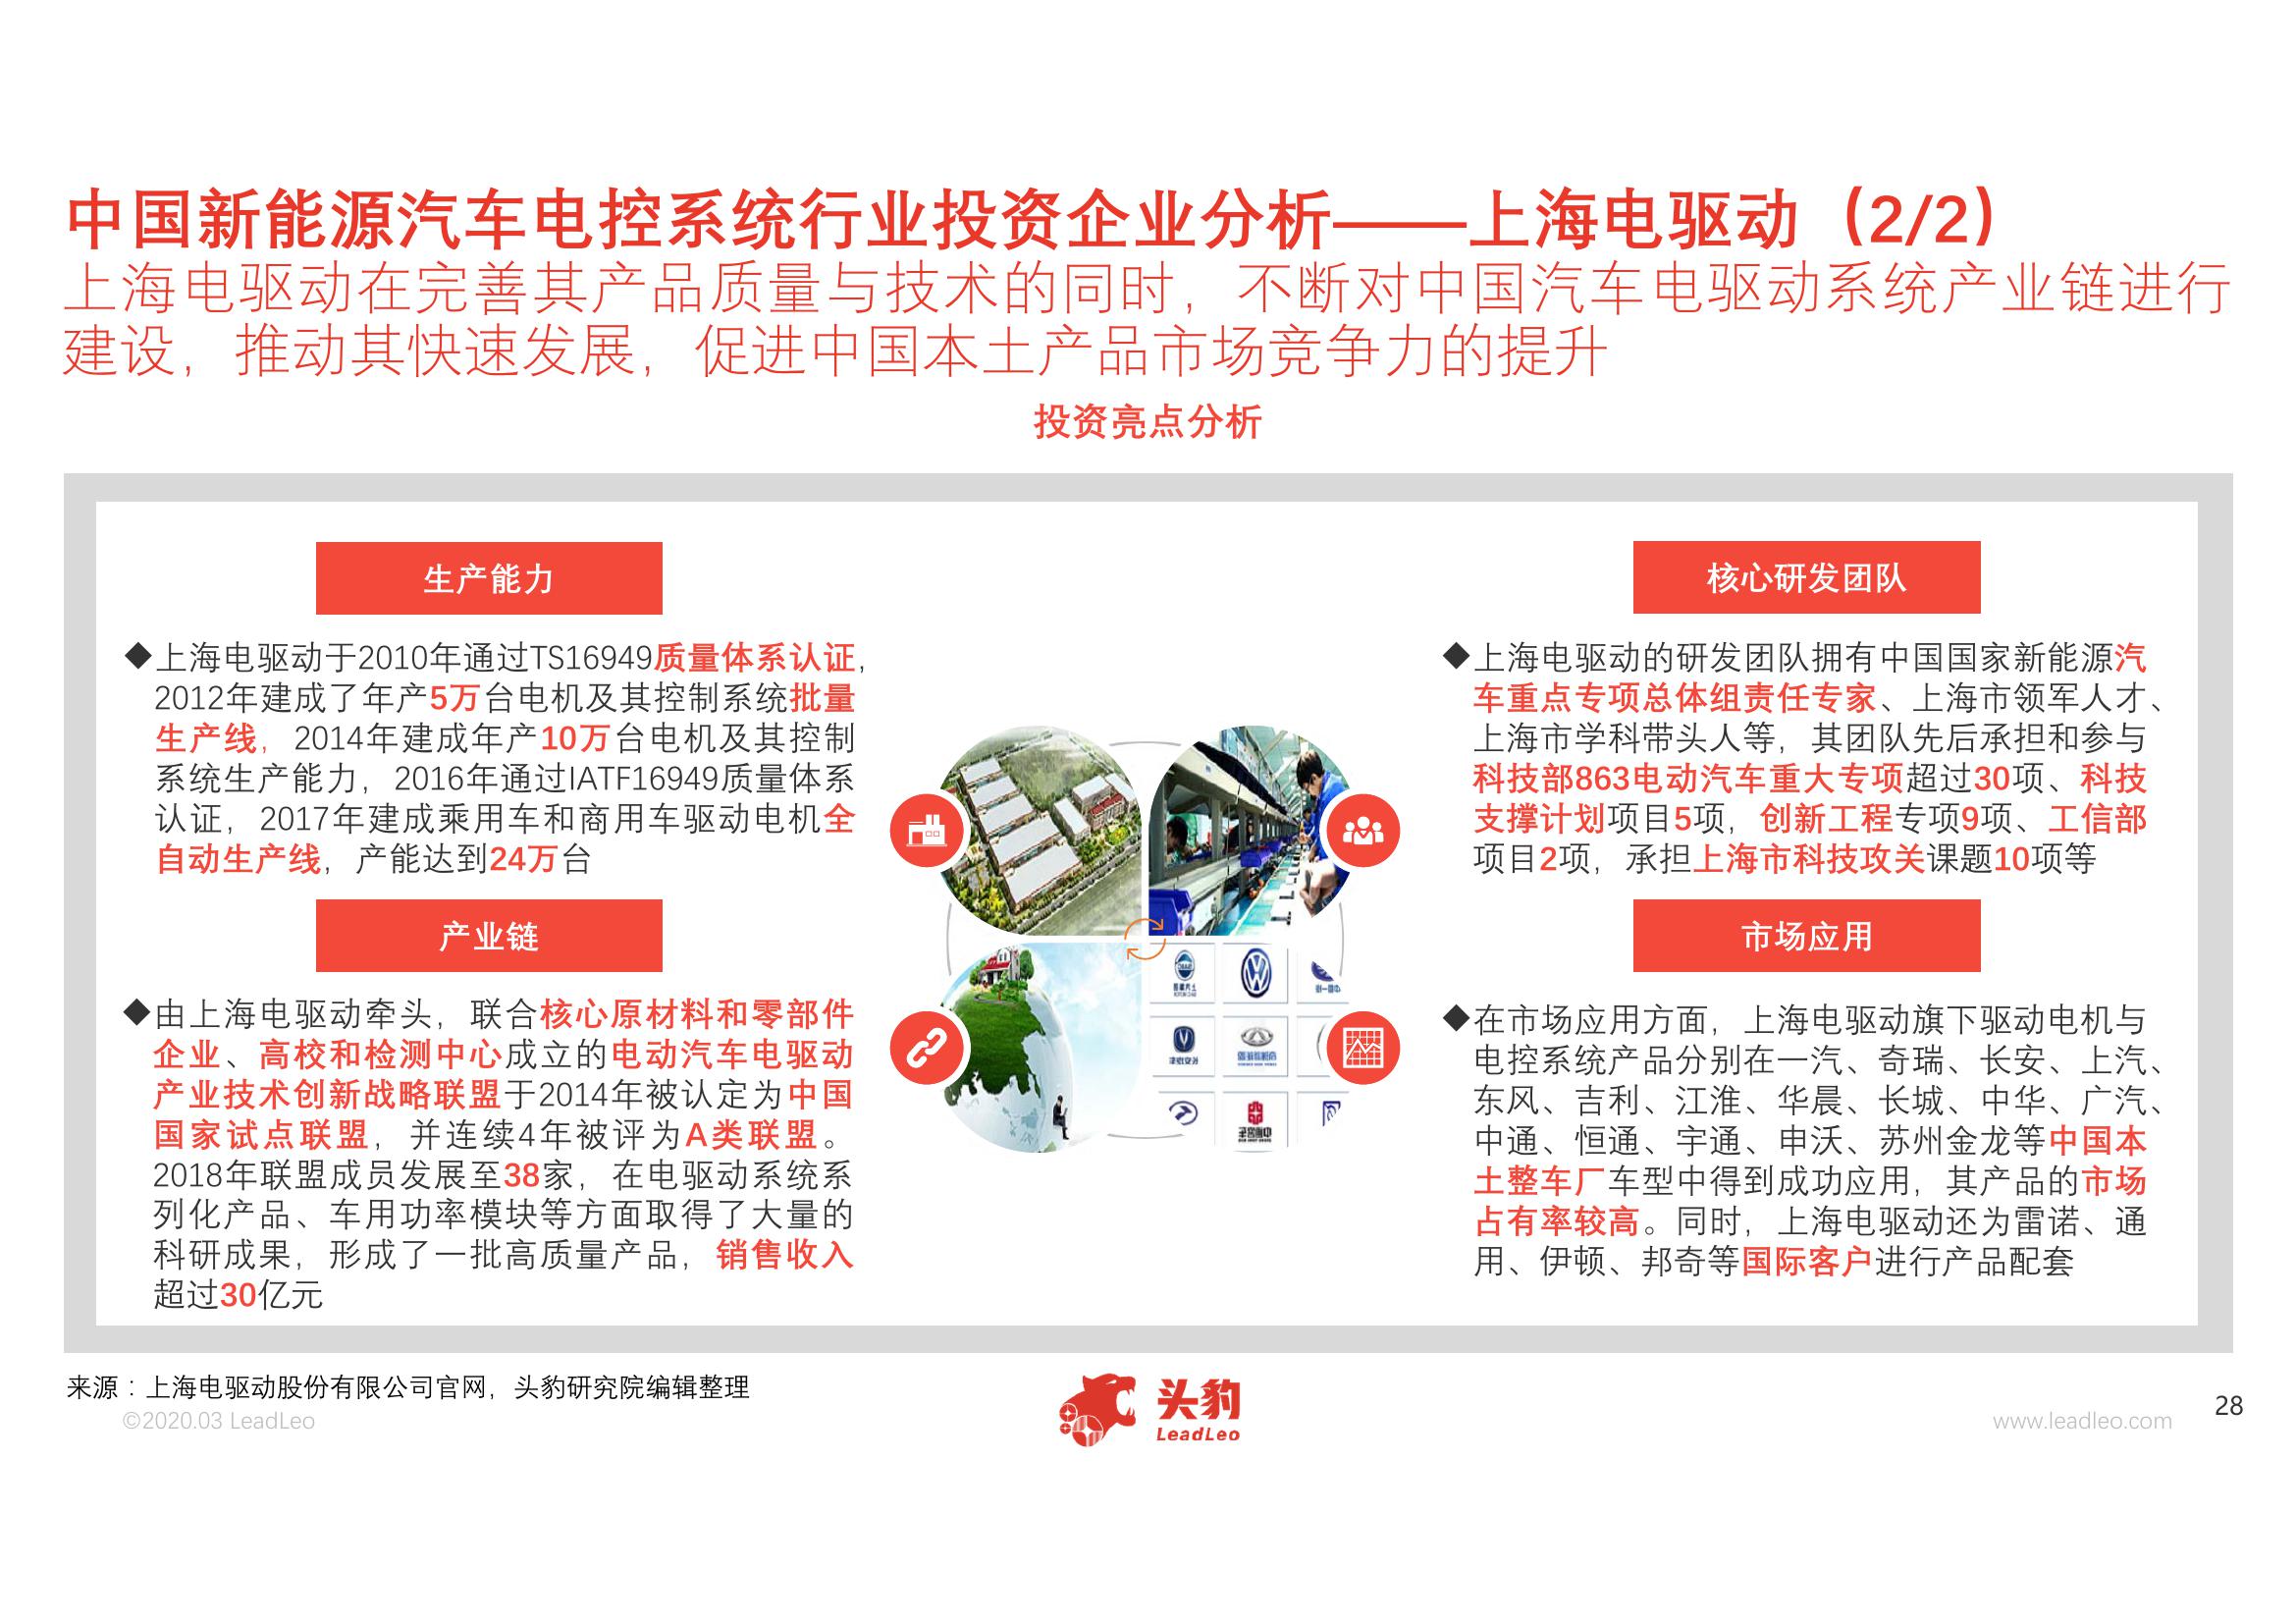 中国新能源汽车电控系统行业投资企业分析——上海电驱动（2/2）
上海电驱动在完善其产品质量与技术的同时，不断对中国汽车电驱动系统产业链进行
建设，推动其快速发展，促进中国本土产品市场竞争力的提升
投资亮点分析
生产能力
◆上海电驱动于2010年通过TS16949质量体系认证，
2012年建成了年产5万台电机及其控制系统批量
生产线，2014年建成年产10万台电机及其控制
系统生产能力，2016年通过IATF16949质量体系
认证，2017年建成乘用车和商用车驱动电机全
自动生产线，产能达到24万台
产业链
◆由上海电驱动牵头，联合核心原材料和零部件
企业、高校和检测中心成立的电动汽车电驱动
产业技术创新战略联盟于2014年被认定为中国
国家试点联盟，并连续4年被评为A类联盟。
2018年联盟成员发展至38家，在电驱动系统系
列化产品、车用功率模块等方面取得了大量的
科研成果，形成了一批高质量产品，销售收入
超过30亿元
核心研发团队
◆上海电驱动的研发团队拥有中国国家新能源汽
车重点专项总体组责任专家、上海市领军人才、
上海市学科带头人等，其团队先后承担和参与
科技部863电动汽车重大专项超过30项、科技
支撑计划项目5项，创新工程专项9项、工信部
项目2项，承担上海市科技攻关课题10项等
市场应用
◆在市场应用方面，上海电驱动旗下驱动电机与
电控系统产品分别在一汽、奇瑞、长安、上汽、
东风、吉利、江淮、华晨、长城、中华、广汽、
中通、恒通、宇通、申沃、苏州金龙等中国本
土整车厂车型中得到成功应用，其产品的市场
占有率较高。同时，上海电驱动还为雷诺、通
用、伊顿、邦奇等国际客户进行产品配套
来源：上海电驱动股份有限公司官网，头豹研究院编辑整理
©2020.03 LeadLeo
头豹
LeadLeo
www.leadleo.com
28